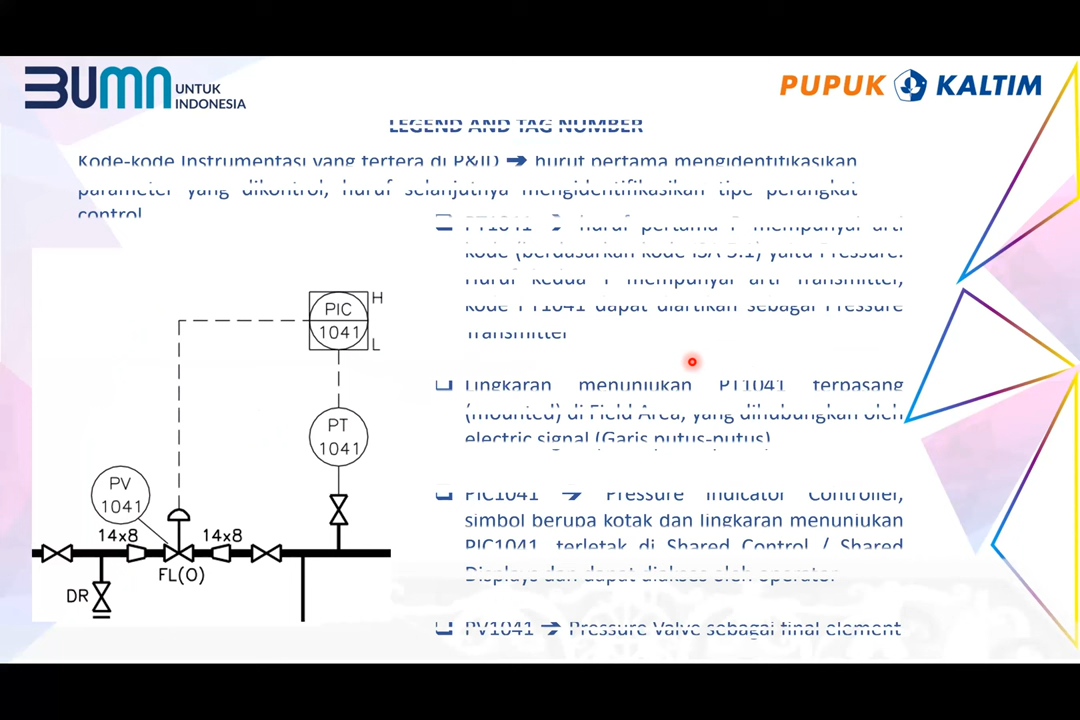 BUMN
UNTUK
INDONESIA
PUPUK KALTIM
LEGEND AND TAG NUMBER
Kode-kode Instrumentasi yang tertera di P&ID ➔ huruf pertama mengidentifikasikan
parameter yang dikontrol, huruf selanjutnya mengidentifikasikan tipe perangkat
control
PT1041 ➔ huruf pertama P mempunyai arti
kode (berdasarkan kode ISA 5.1) yaitu Pressure.
Huruf kedua T mempunyai arti Transmitter,
kode PT1041 dapat diartikan sebagai Pressure
Transmitter
Lingkaran menunjukan PT1041 terpasang
(mounted) di Field Area, yang dihubungkan oleh
electric signal (Garis putus-putus)
PIC1041 ➔ Pressure Indicator Controller,
simbol berupa kotak dan lingkaran menunjukan
PIC1041 terletak di Shared Control / Shared
Displays dan dapat diakses oleh operator
PV1041 ➔ Pressure Valve sebagai final element
PIC
1041
H
L
PT
1041
PV
1041
14x8
14x8
FL(O)
DR